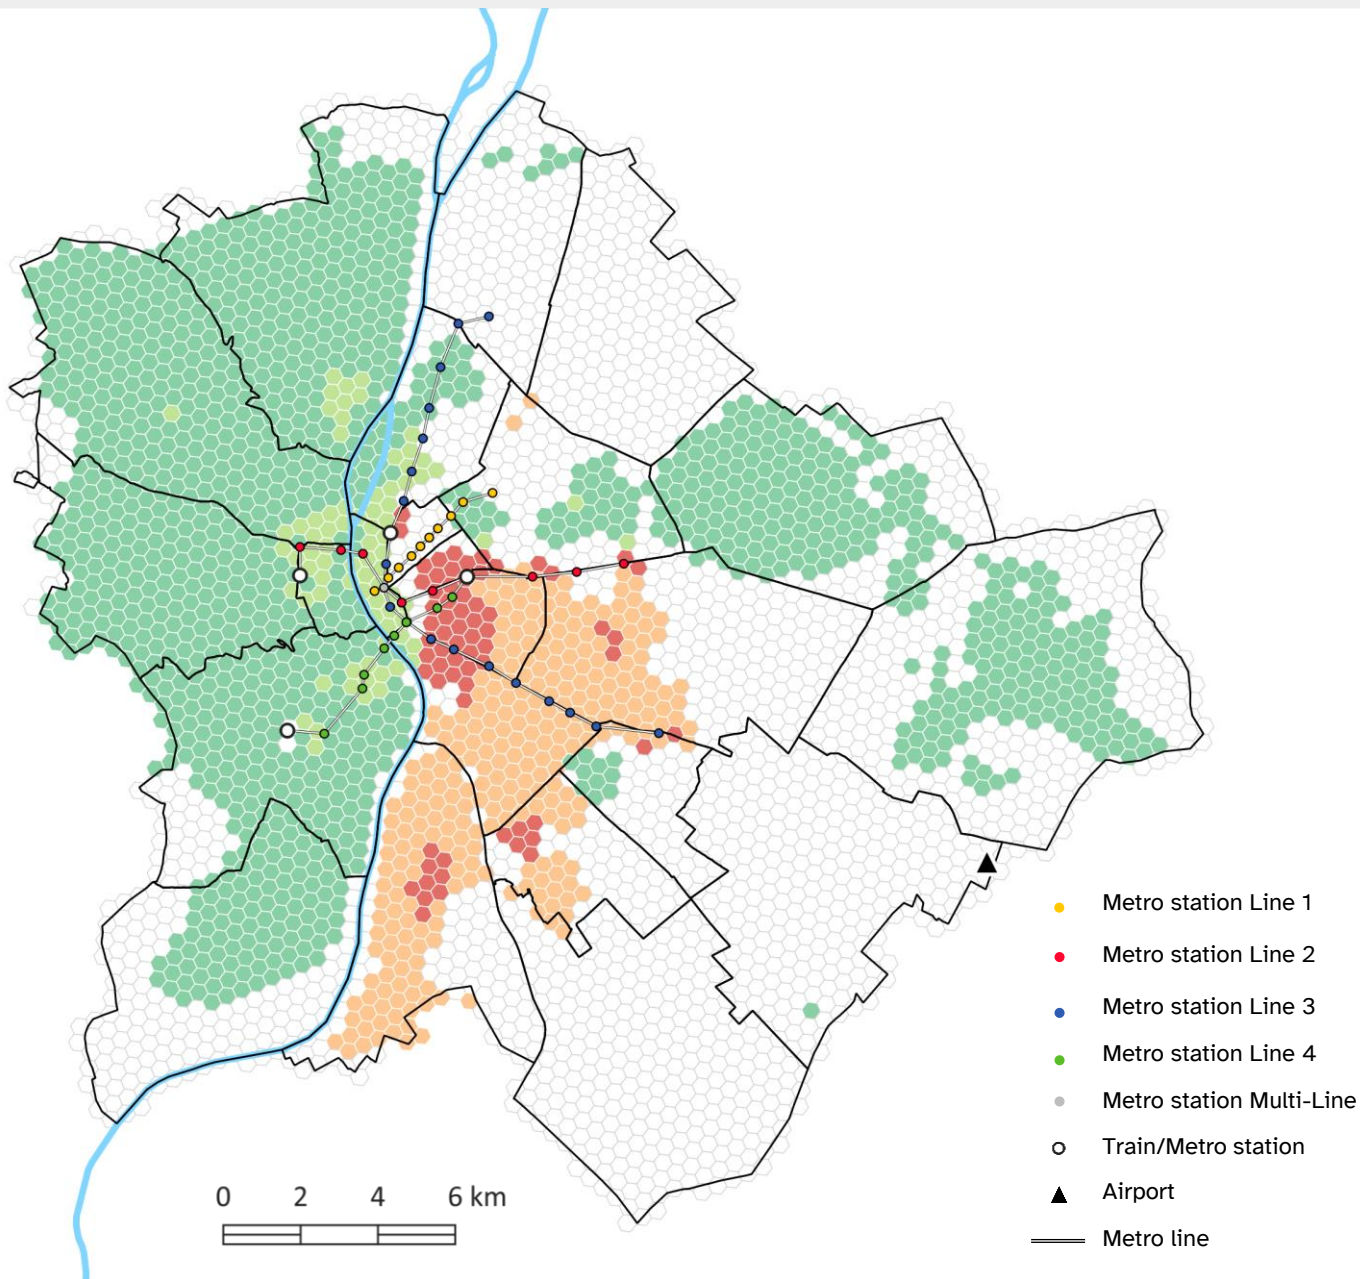 Metro station Line 1
Metro station Line 2
Metro station Line 3
Metro station Line 4
Metro station Multi-Line
Train/Metro station
Airport
Metro line
0 2 4 6 km